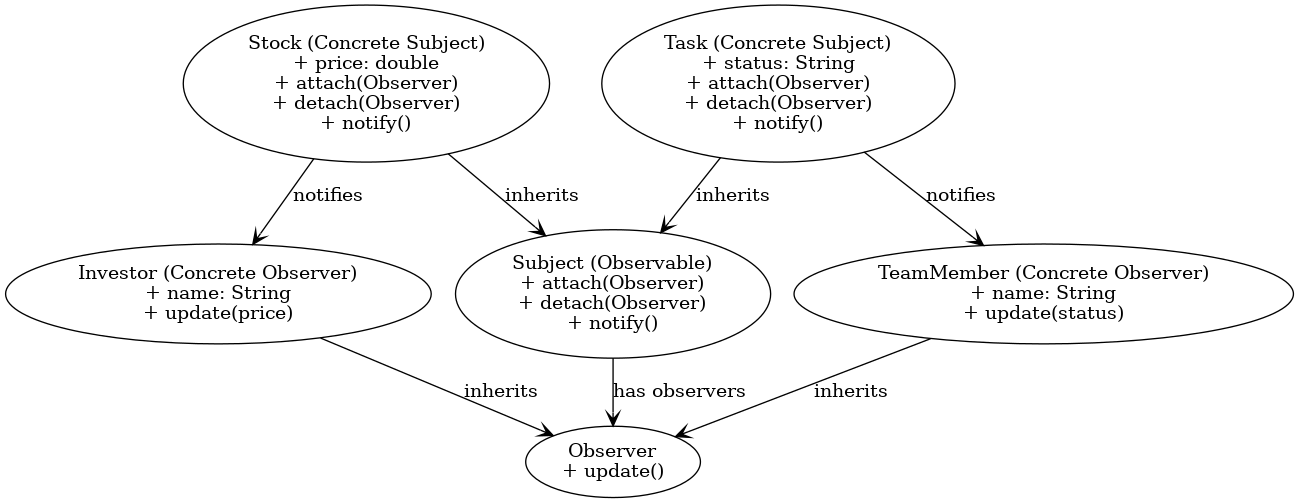 Stock (Concrete Subject)
+ price: double
+ attach(Observer)
+ detach(Observer)
+ notify()
Task (Concrete Subject)
+ status: String
+ attach(Observer)
+ detach(Observer)
+ notify()
notifies
inherits
inherits
notifies
Investor (Concrete Observer)
+ name: String
+ update(price)
Subject (Observable)
+ attach(Observer)
+ detach(Observer)
+ notify()
TeamMember (Concrete Observer)
+ name: String
+ update(status)
inherits
has observers
inherits
Observer
+ update()